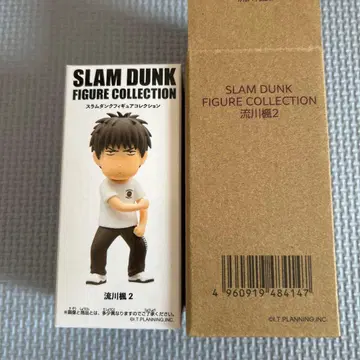 SLAM DUNK
FIGURE COLLECTION
スラムダンクフィギュアコレクション
流川楓 2
※画像と商品とは、多少異なりますのでご了承ください。
©I.T.PLANNING,INC.
SLAM DUNK
FIGURE COLLECTION
流川楓2
4 960919 484147
©I.T.PLANNING,INC.